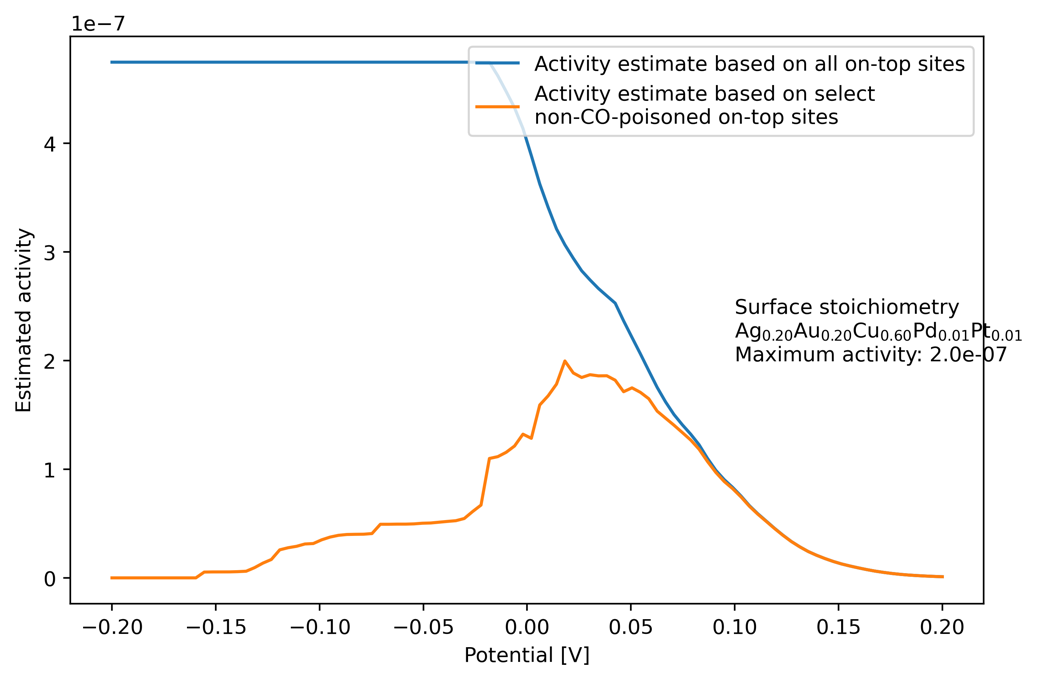 1e−7
Activity estimate based on all on-top sites
Activity estimate based on select
non-CO-poisoned on-top sites
4
3
2
1
0
Estimated activity
Surface stoichiometry
Ag0.20Au0.20Cu0.60Pd0.01Pt0.01
Maximum activity: 2.0e-07
−0.20 −0.15 −0.10 −0.05 0.00 0.05 0.10 0.15 0.20
Potential [V]